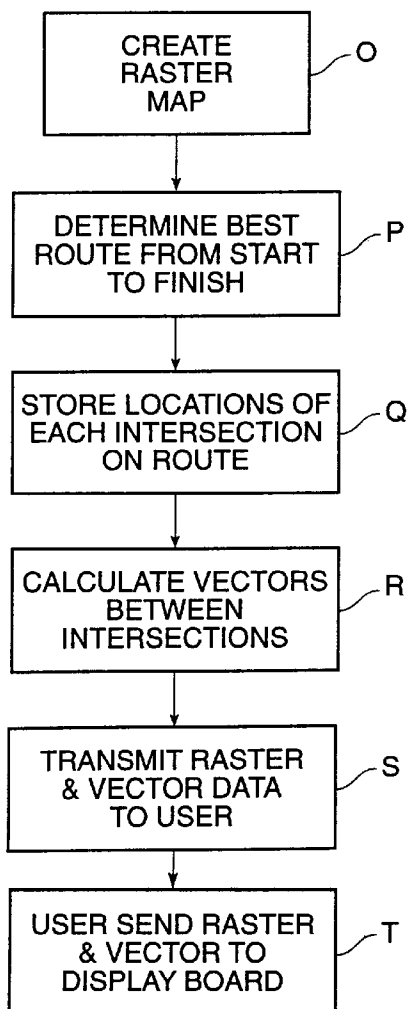 CREATE
RASTER
MAP
O
DETERMINE BEST
ROUTE FROM START
TO FINISH
P
STORE LOCATIONS OF
EACH INTERSECTION
ON ROUTE
Q
CALCULATE VECTORS
BETWEEN
INTERSECTIONS
R
TRANSMIT RASTER
& VECTOR DATA
TO USER
S
USER SEND RASTER
& VECTOR TO
DISPLAY BOARD
T